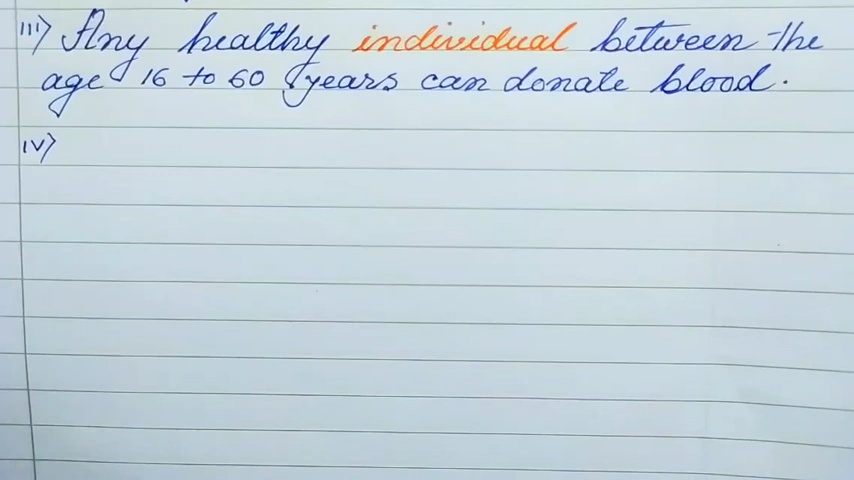 III) Any healthy individual between the
age 16 to 60 years can donate blood.
IV)